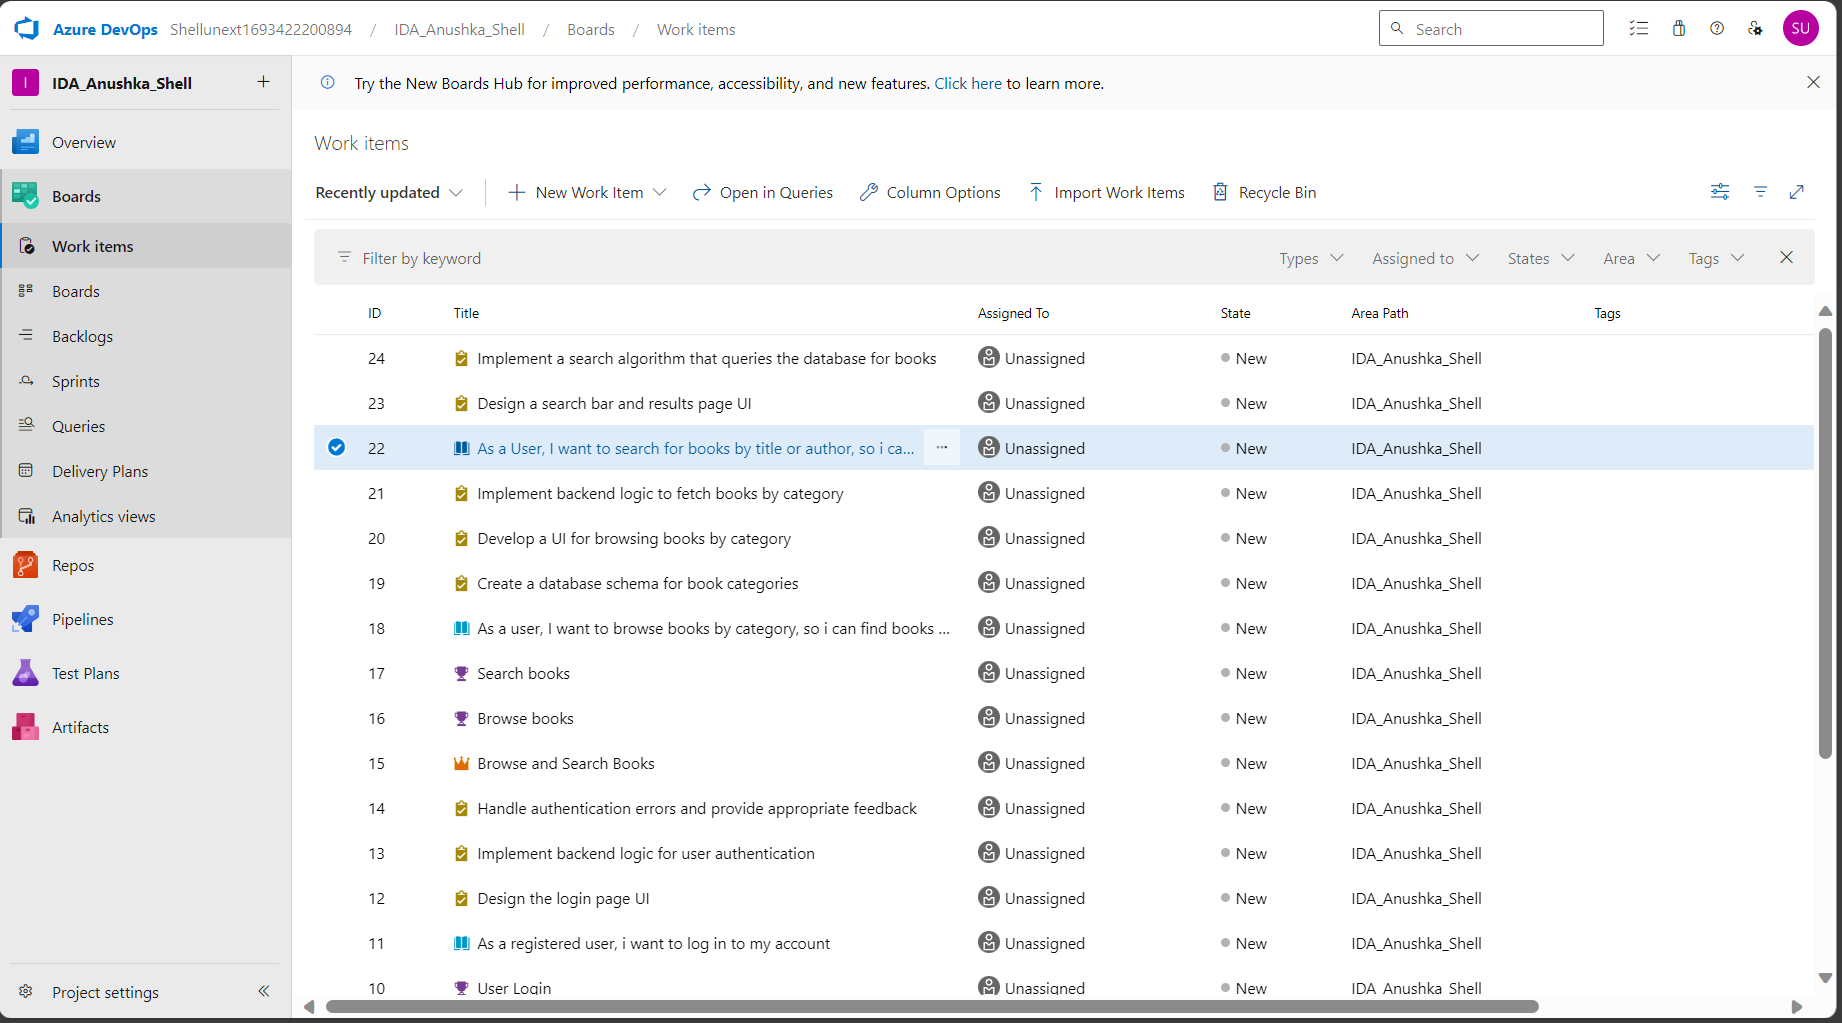 Azure DevOps Shellunext1693422200894 / IDA_Anushka_Shell / Boards / Work items Search SU
I IDA_Anushka_Shell +
Try the New Boards Hub for improved performance, accessibility, and new features. Click here to learn more.
Overview
Boards
Work items
Boards
Backlogs
Sprints
Queries
Delivery Plans
Analytics views
Repos
Pipelines
Test Plans
Artifacts
Project settings
Work items
Recently updated New Work Item Open in Queries Column Options Import Work Items Recycle Bin
Filter by keyword Types Assigned to States Area Tags
ID Title Assigned To State Area Path Tags
24 Implement a search algorithm that queries the database for books Unassigned New IDA_Anushka_Shell
23 Design a search bar and results page UI Unassigned New IDA_Anushka_Shell
22 As a User, I want to search for books by title or author, so i ca... ... Unassigned New IDA_Anushka_Shell
21 Implement backend logic to fetch books by category Unassigned New IDA_Anushka_Shell
20 Develop a UI for browsing books by category Unassigned New IDA_Anushka_Shell
19 Create a database schema for book categories Unassigned New IDA_Anushka_Shell
18 As a user, I want to browse books by category, so i can find books ... Unassigned New IDA_Anushka_Shell
17 Search books Unassigned New IDA_Anushka_Shell
16 Browse books Unassigned New IDA_Anushka_Shell
15 Browse and Search Books Unassigned New IDA_Anushka_Shell
14 Handle authentication errors and provide appropriate feedback Unassigned New IDA_Anushka_Shell
13 Implement backend logic for user authentication Unassigned New IDA_Anushka_Shell
12 Design the login page UI Unassigned New IDA_Anushka_Shell
11 As a registered user, i want to log in to my account Unassigned New IDA_Anushka_Shell
10 User Login Unassigned New IDA_Anushka_Shell